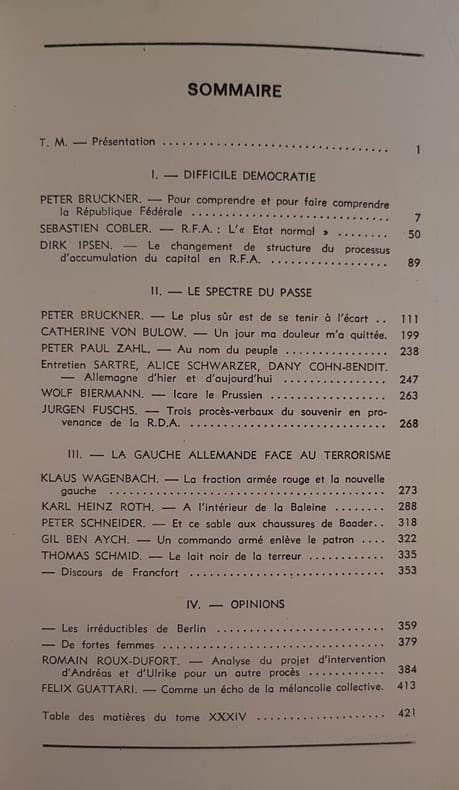 SOMMAIRE
T. M. — Présentation .................................. 1
I. — DIFFICILE DEMOCRATIE
PETER BRUCKNER. — Pour comprendre et pour faire comprendre
la République Fédérale .............................. 7
SEBASTIEN COBLER. — R.F.A. : L'« Etat normal » ........ 50
DIRK IPSEN. — Le changement de structure du processus
d'accumulation du capital en R.F.A. .................. 89
II. — LE SPECTRE DU PASSE
PETER BRUCKNER. — Le plus sûr est de se tenir à l'écart .. 111
CATHERINE VON BULOW. — Un jour ma douleur m'a quittée. 199
PETER PAUL ZAHL. — Au nom du peuple ............... 238
Entretien SARTRE, ALICE SCHWARZER, DANY COHN-BENDIT.
— Allemagne d'hier et d'aujourd'hui ................ 247
WOLF BIERMANN. — Icare le Prussien ................. 263
JURGEN FUSCHS. — Trois procès-verbaux du souvenir en pro-
venance de la R.D.A. ............................. 268
III. — LA GAUCHE ALLEMANDE FACE AU TERRORISME
KLAUS WAGENBACH. — La fraction armée rouge et la nouvelle
gauche ......................................... 273
KARL HEINZ ROTH. — A l'intérieur de la Baleine ........ 288
PETER SCHNEIDER. — Et ce sable aux chaussures de Baader.. 318
GIL BEN AYCH. — Un commando armé enlève le patron .... 322
THOMAS SCHMID. — Le lait noir de la terreur ............ 335
— Discours de Francfort .............................. 353
IV. — OPINIONS
— Les irréductibles de Berlin ......................... 359
— De fortes femmes .................................. 379
ROMAIN ROUX-DUFORT. — Analyse du projet d'intervention
d'Andréas et d'Ulrike pour un autre procès ............ 384
FELIX GUATTARI. — Comme un écho de la mélancolie collective. 413
Table des matières du tome XXXIV .................... 421